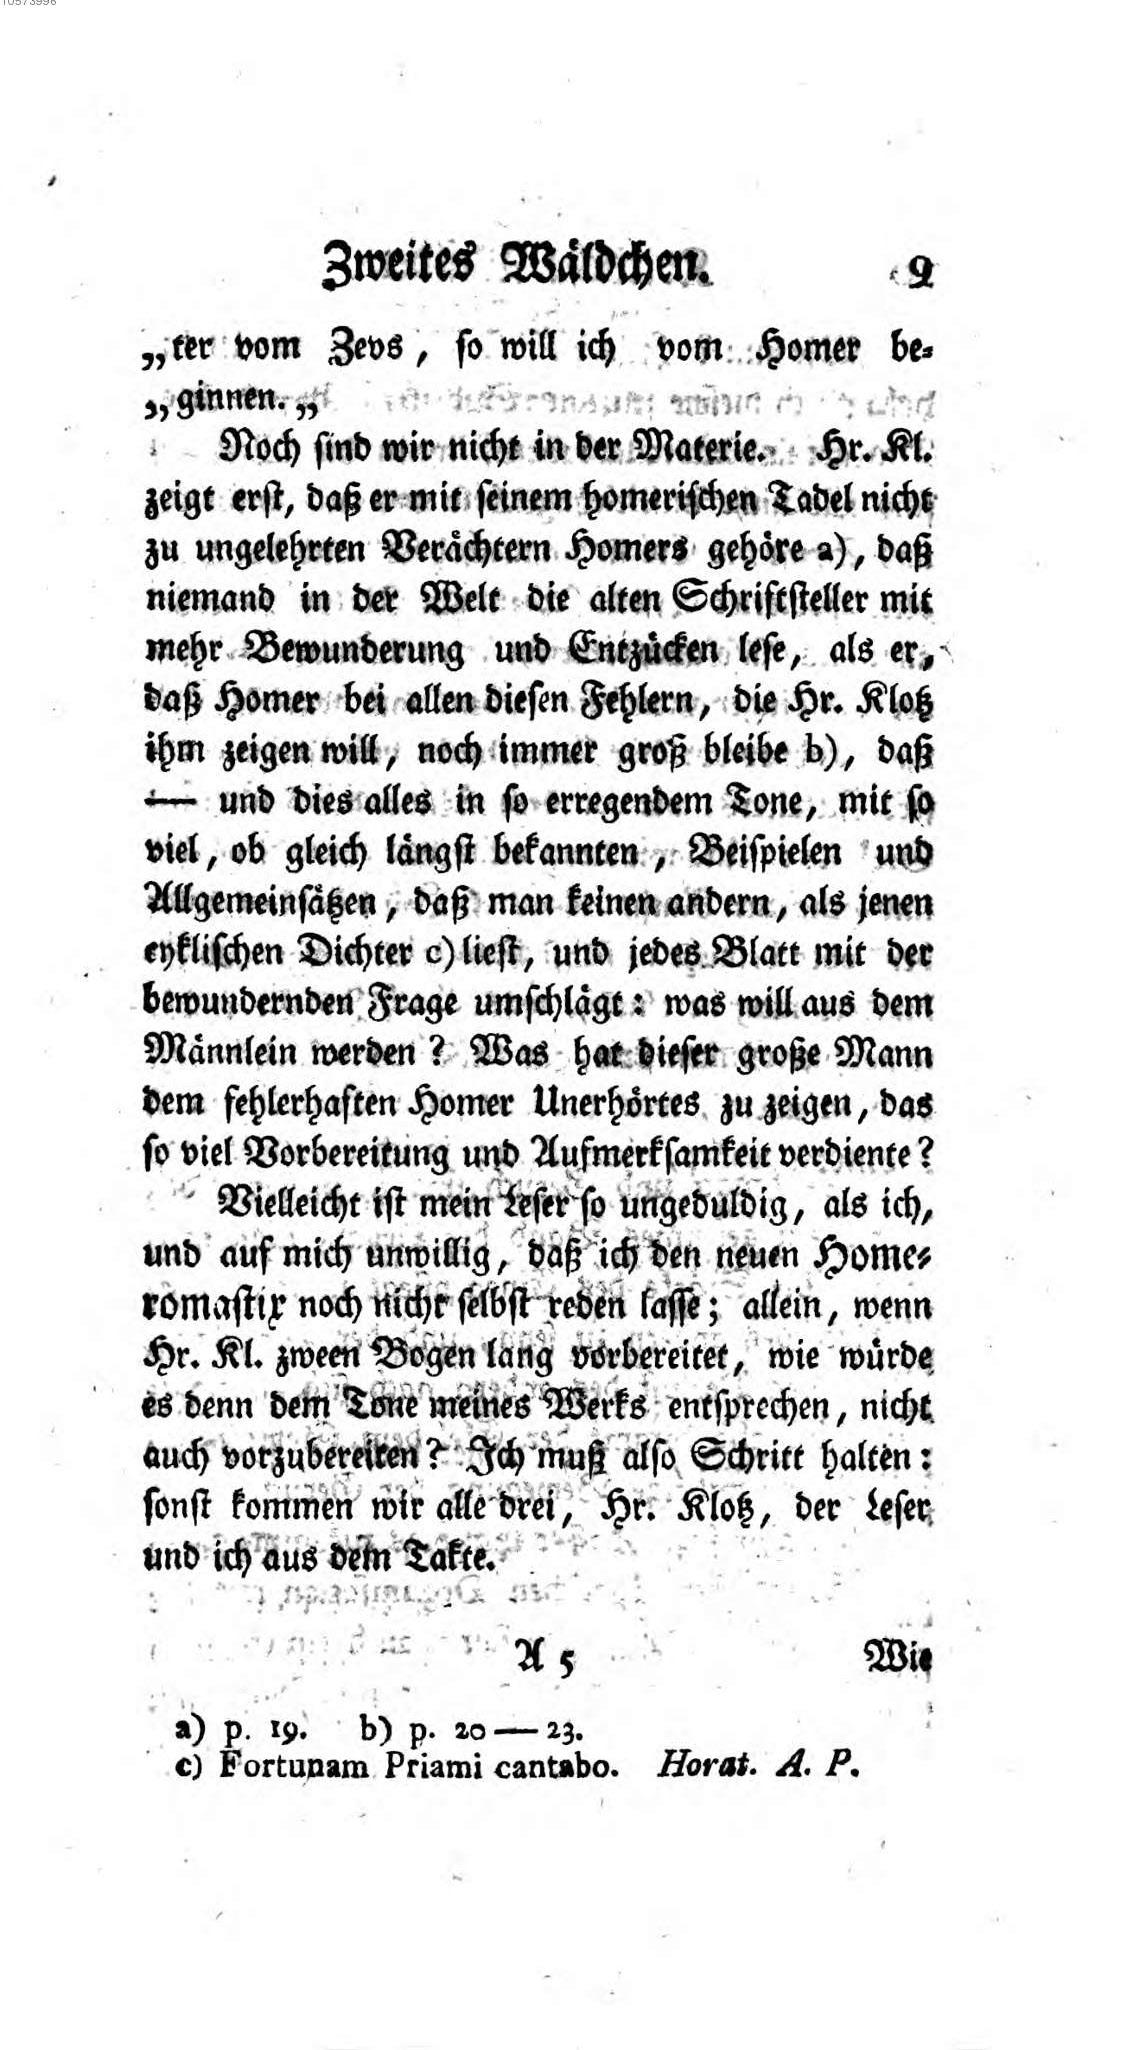 10573996
Zweites Wäldchen. 9
„ter vom Zevs, so will ich vom Homer be-
„ginnen. „
Noch sind wir nicht in der Materie. Hr. Kl.
zeigt erst, daß er mit seinem homerischen Tadel nicht
zu ungelehrten Verächtern Homers gehöre a), daß
niemand in der Welt die alten Schriftsteller mit
mehr Bewunderung und Entzücken lese, als er,
daß Homer bei allen diesen Fehlern, die Hr. Klotz
ihm zeigen will, noch immer groß bleibe b), daß
— und dies alles in so erregendem Tone, mit so
viel, ob gleich längst bekannten, Beispielen und
Allgemeinsätzen, daß man keinen andern, als jenen
cyklischen Dichter c) liest, und jedes Blatt mit der
bewundernden Frage umschlägt: was will aus dem
Männlein werden? Was hat dieser große Mann
dem fehlerhaften Homer Unerhörtes zu zeigen, das
so viel Vorbereitung und Aufmerksamkeit verdiente?
Vielleicht ist mein Leser so ungeduldig, als ich,
und auf mich unwillig, daß ich den neuen Home-
romastix noch nicht selbst reden lasse; allein, wenn
Hr. Kl. zween Bogen lang vorbereitet, wie würde
es denn dem Tone meines Werks entsprechen, nicht
auch vorzubereiten? Ich muß also Schritt halten:
sonst kommen wir alle drei, Hr. Klotz, der Leser
und ich aus dem Takte.
A 5 Wie
a) p. 19. b) p. 20—23.
c) Fortunam Priami cantabo. Horat. A. P.